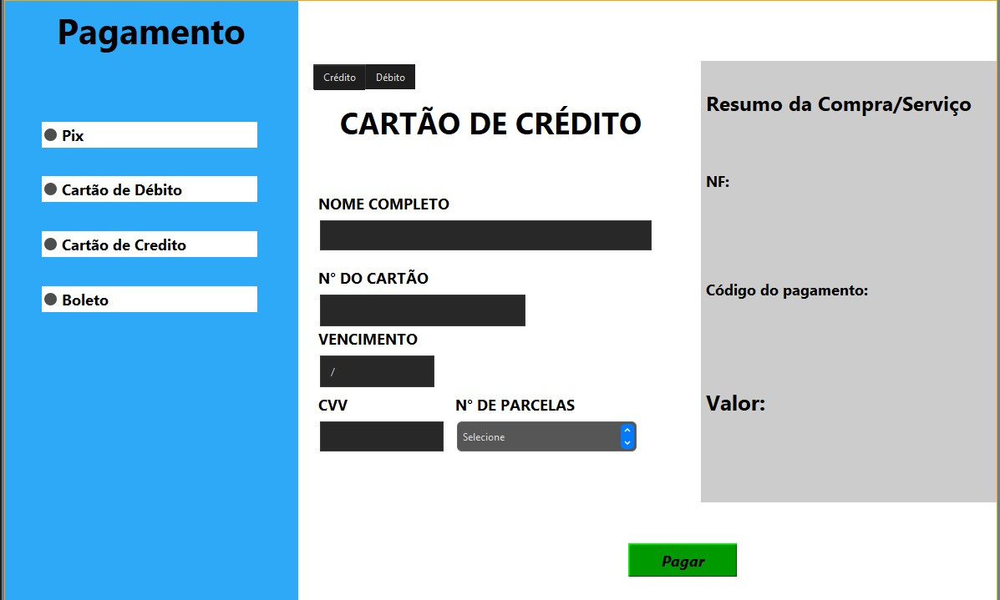 Pagamento
Pix
Cartão de Débito
Cartão de Credito
Boleto
Crédito Débito
CARTÃO DE CRÉDITO
NOME COMPLETO
N° DO CARTÃO
VENCIMENTO
/
CVV N° DE PARCELAS
Selecione
Resumo da Compra/Serviço
NF:
Código do pagamento:
Valor:
Pagar